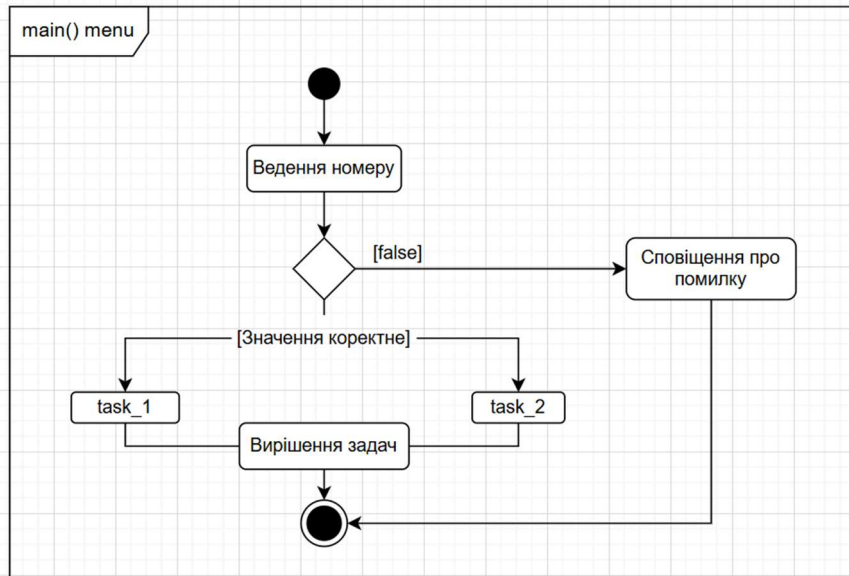 main() menu
Ведення номеру
[false]
Сповіщення про
помилку
[Значення коректне]
task_1
task_2
Вирішення задач